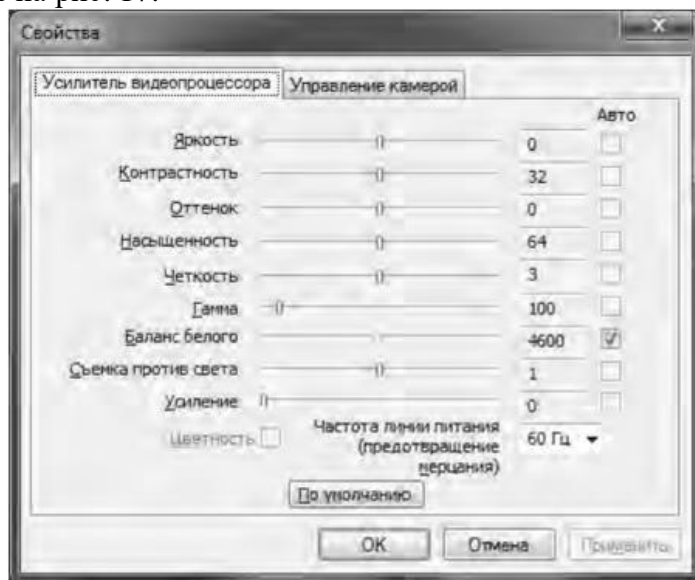 на рис.
Свойства
Усилитель видеопроцессора Управление камерой
Авто
Яркость 0
Контрастность 32
Оттенок 0
Насыщенность 64
Четкость 3
Гамма 100
Баланс белого 4600
Съемка против света 1
Усиление 0
Цветность Частота линии питания (предотвращение мерцания) 60 Гц
По умолчанию
OK Отмена Применить